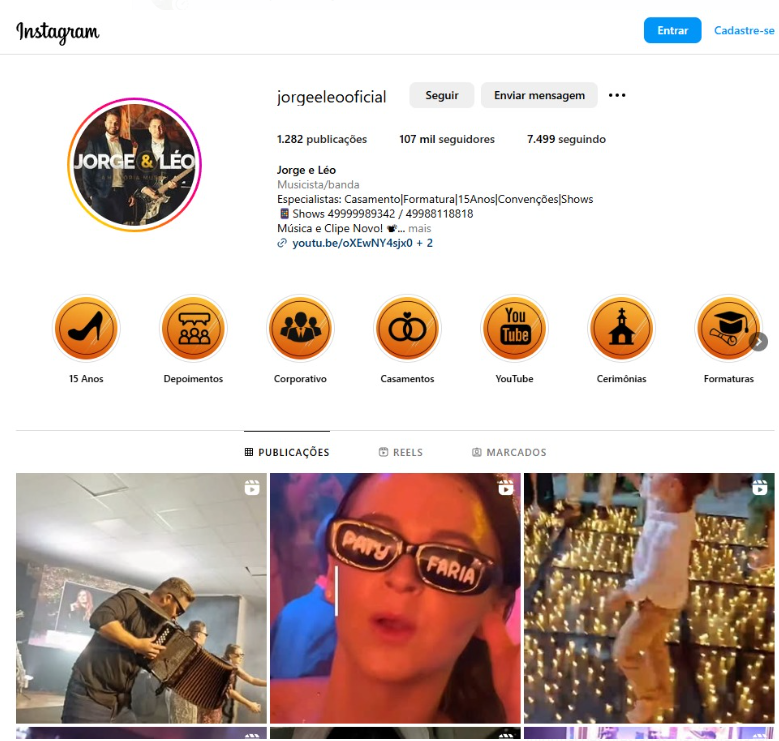 Instagram
Entrar
Cadastre-se
jorgeeleooficial
Seguir
Enviar mensagem
1.282 publicações
107 mil seguidores
7.499 seguindo
Jorge e Léo
Musicista/banda
Especialistas: Casamento|Formatura|15Anos|Convenções|Shows
Shows 49999989342 / 49988118818
Música e Clipe Novo! ... mais
youtu.be/oXEwNY4sjx0 + 2
JORGE & LÉO
You
Tube
15 Anos
Depoimentos
Corporativo
Casamentos
YouTube
Cerimônias
Formaturas
PUBLICAÇÕES
REELS
MARCADOS
PATY
FARIA